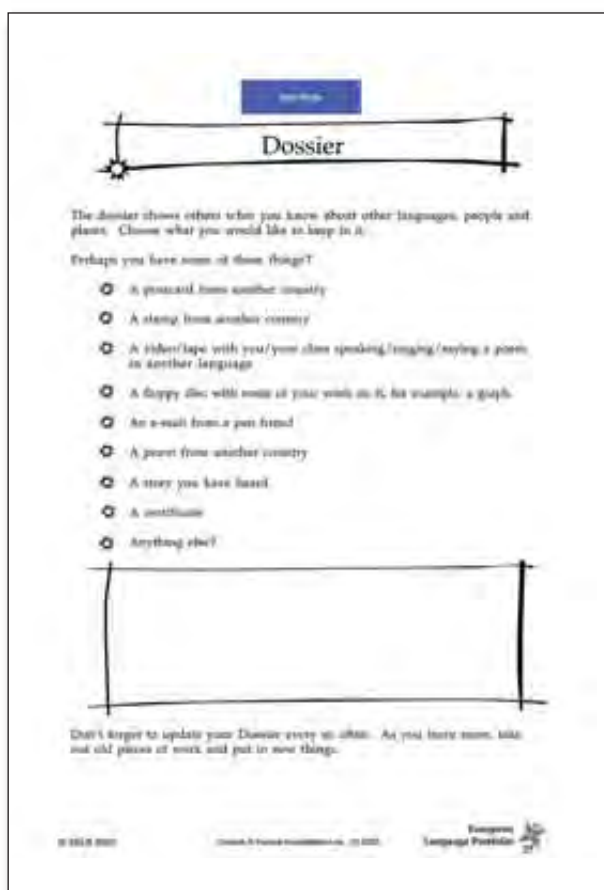 Dossier
The dossier shows others what you know about other languages, people and
places. Choose what you would like to keep in it.
Perhaps you have some of these things?
A postcard from another country
A stamp from another country
A video/tape with you/your class speaking/singing/saying a poem
in another language
A floppy disc with some of your work on it, for example: a graph
An e-mail from a pen friend
A poem from another country
A story you have heard
A certificate
Anything else?
Don't forget to update your Dossier every so often. As you learn more, take
out old pieces of work and put in new things.
European
Language Portfolio